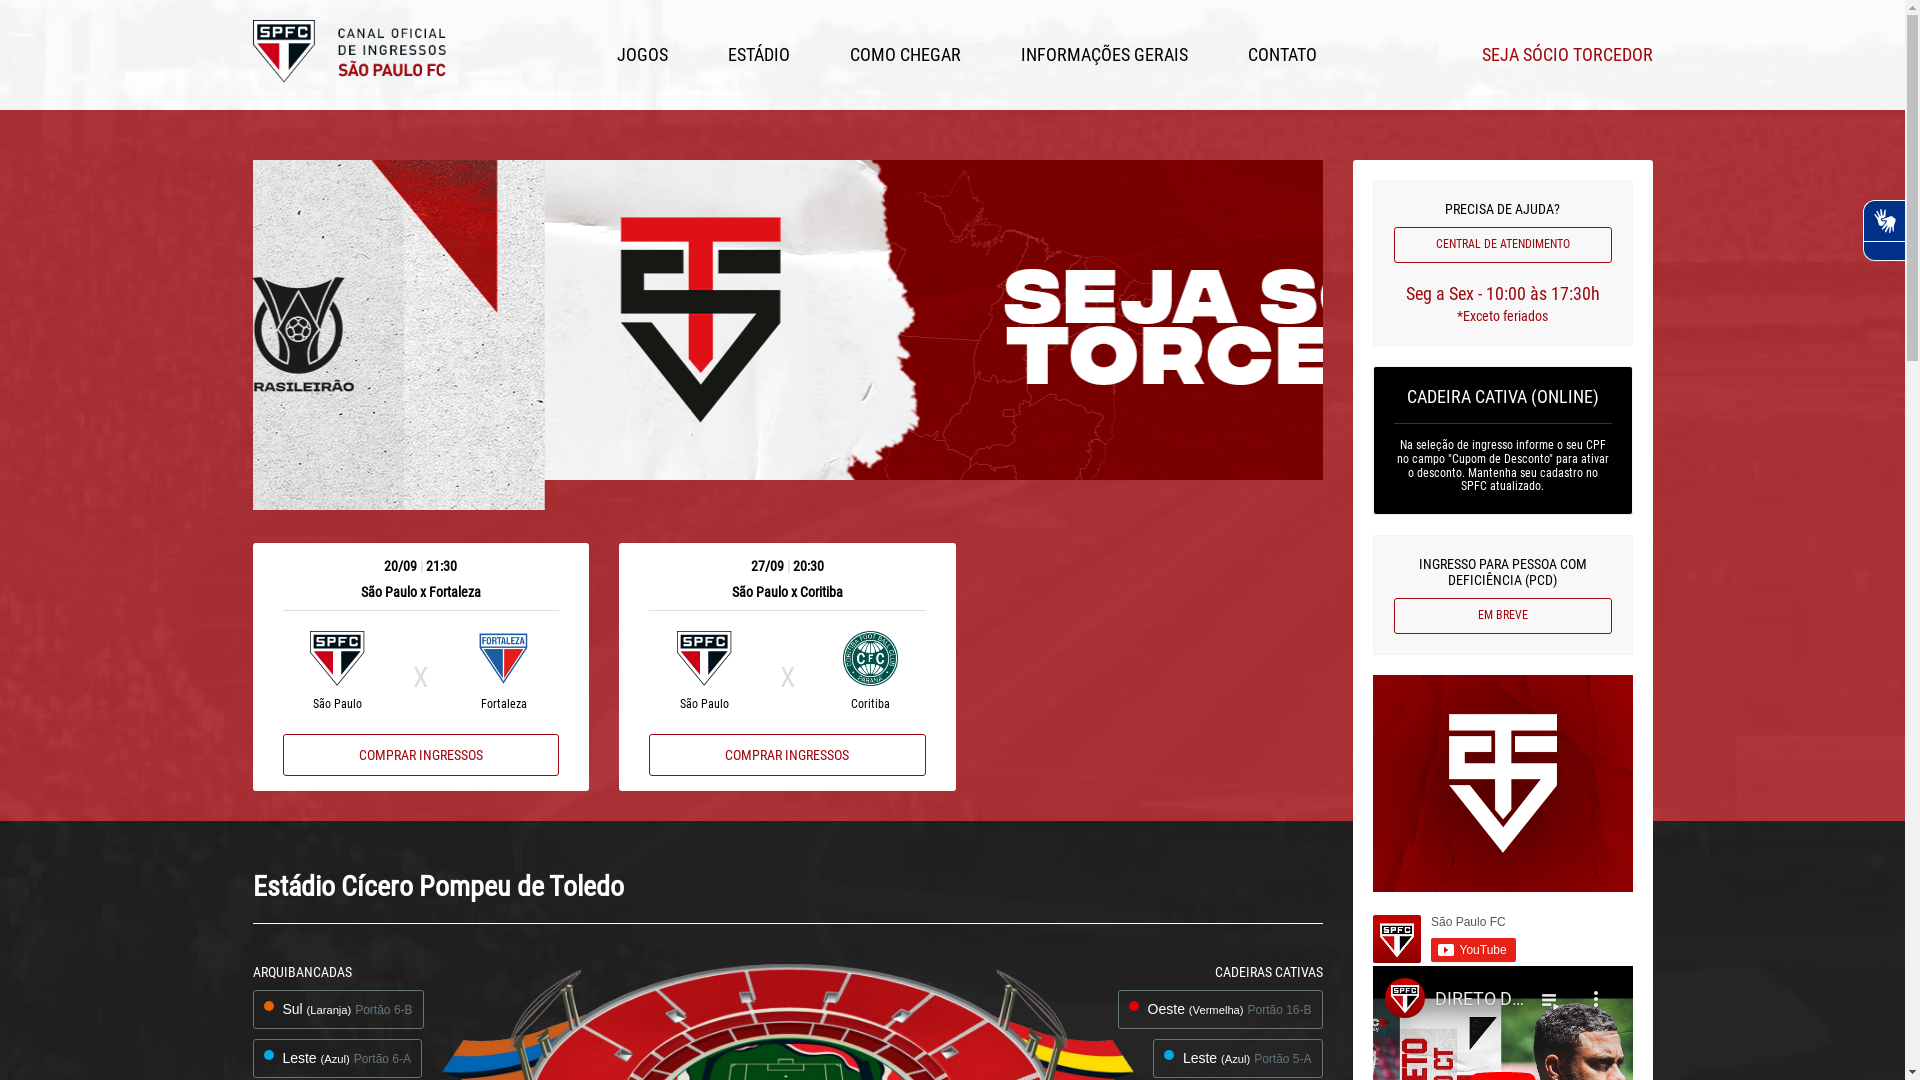 SPFC
CANAL OFICIAL
DE INGRESSOS
SÃO PAULO FC
JOGOS
ESTÁDIO
COMO CHEGAR
INFORMAÇÕES GERAIS
CONTATO
SEJA SÓCIO TORCEDOR
RASILEIRÃO
SEJA S
TORCE
PRECISA DE AJUDA?
CENTRAL DE ATENDIMENTO
Seg a Sex - 10:00 às 17:30h
*Exceto feriados
CADEIRA CATIVA (ONLINE)
Na seleção de ingresso informe o seu CPF
no campo "Cupom de Desconto" para ativar
o desconto. Mantenha seu cadastro no
SPFC atualizado.
INGRESSO PARA PESSOA COM
DEFICIÊNCIA (PCD)
EM BREVE
20/09 | 21:30
São Paulo x Fortaleza
SPFC
X
FORTALEZA
São Paulo
Fortaleza
COMPRAR INGRESSOS
27/09 | 20:30
São Paulo x Coritiba
SPFC
X
CFC
São Paulo
Coritiba
COMPRAR INGRESSOS
Estádio Cícero Pompeu de Toledo
ARQUIBANCADAS
Sul (Laranja) Portão 6-B
Leste (Azul) Portão 6-A
CADEIRAS CATIVAS
Oeste (Vermelha) Portão 16-B
Leste (Azul) Portão 5-A
SPFC
São Paulo FC
YouTube
SPFC
DIRETO D...